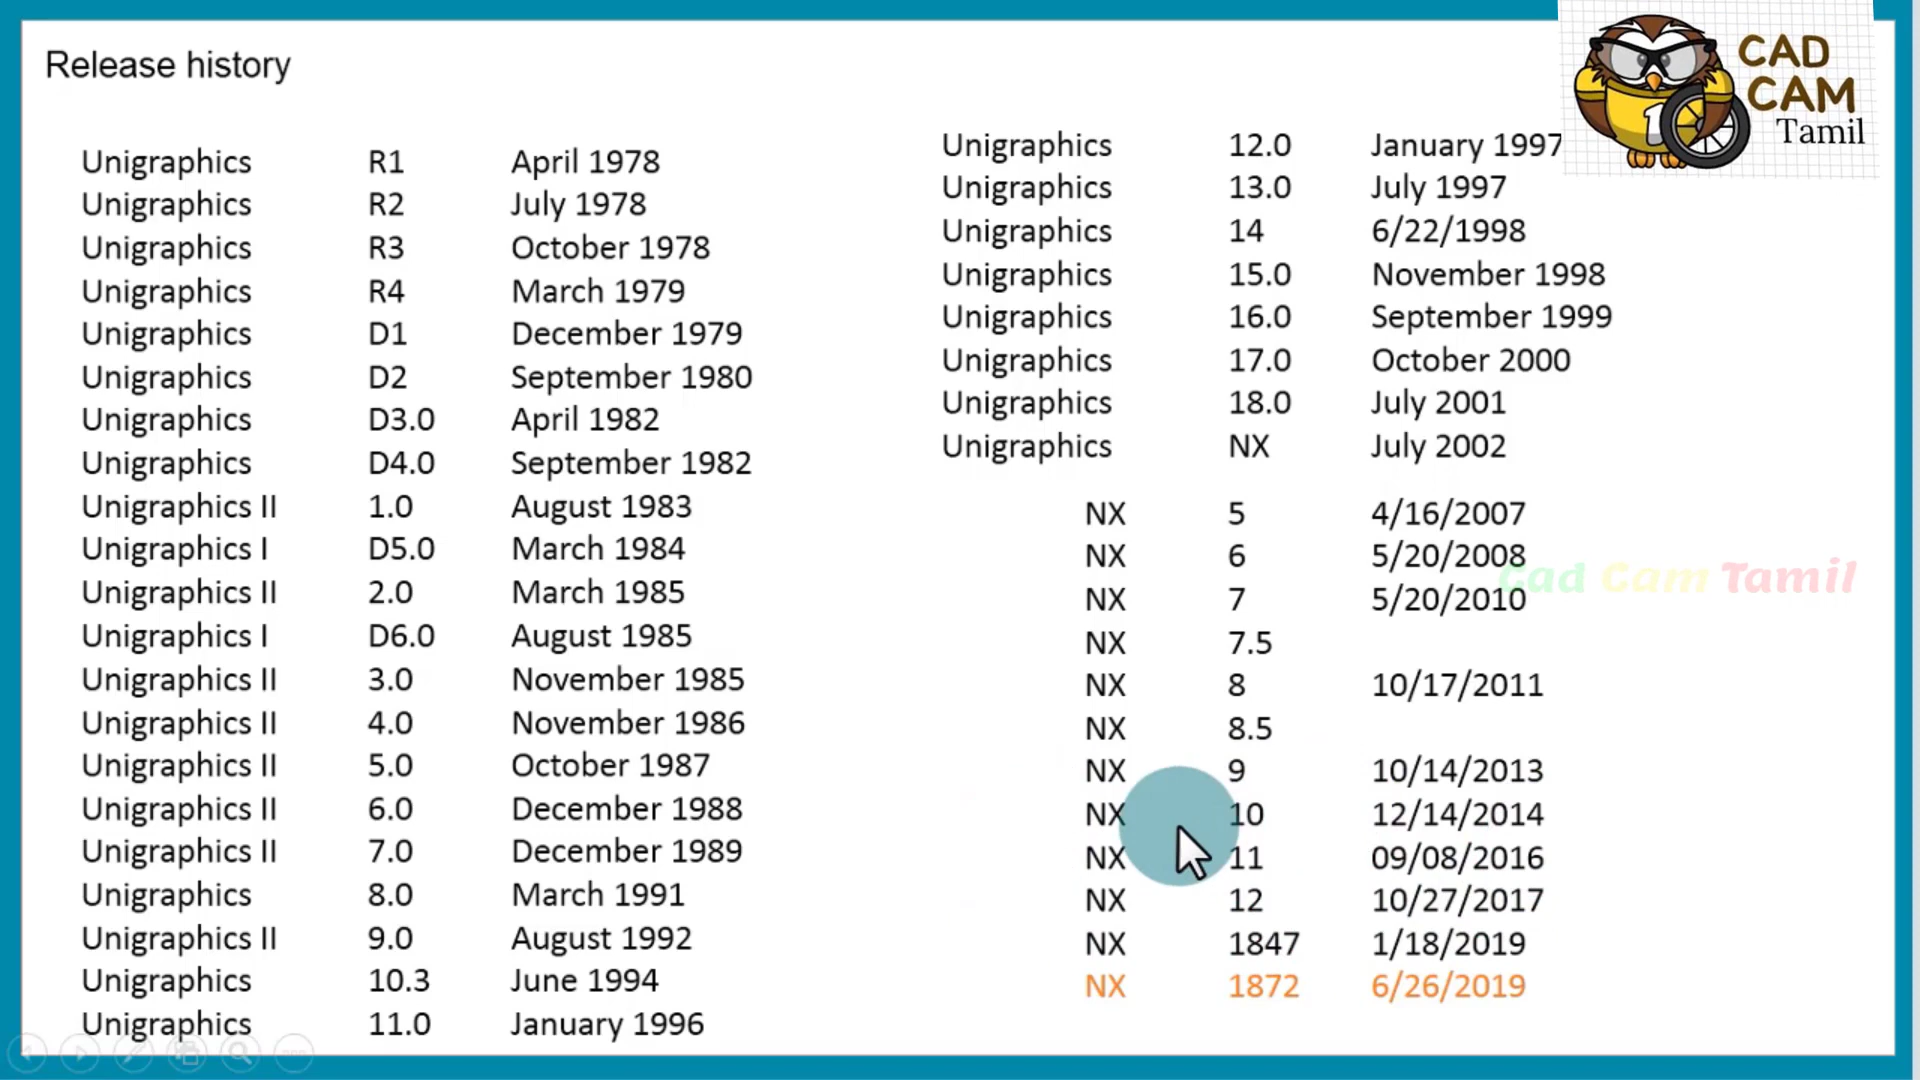 Release history
Unigraphics R1 April 1978
Unigraphics R2 July 1978
Unigraphics R3 October 1978
Unigraphics R4 March 1979
Unigraphics D1 December 1979
Unigraphics D2 September 1980
Unigraphics D3.0 April 1982
Unigraphics D4.0 September 1982
Unigraphics II 1.0 August 1983
Unigraphics I D5.0 March 1984
Unigraphics II 2.0 March 1985
Unigraphics I D6.0 August 1985
Unigraphics II 3.0 November 1985
Unigraphics II 4.0 November 1986
Unigraphics II 5.0 October 1987
Unigraphics II 6.0 December 1988
Unigraphics II 7.0 December 1989
Unigraphics 8.0 March 1991
Unigraphics II 9.0 August 1992
Unigraphics 10.3 June 1994
Unigraphics 11.0 January 1996
Unigraphics 12.0 January 1997
Unigraphics 13.0 July 1997
Unigraphics 14 6/22/1998
Unigraphics 15.0 November 1998
Unigraphics 16.0 September 1999
Unigraphics 17.0 October 2000
Unigraphics 18.0 July 2001
Unigraphics NX July 2002
NX 5 4/16/2007
NX 6 5/20/2008
NX 7 5/20/2010
NX 7.5
NX 8 10/17/2011
NX 8.5
NX 9 10/14/2013
NX 10 12/14/2014
NX 11 09/08/2016
NX 12 10/27/2017
NX 1847 1/18/2019
NX 1872 6/26/2019
CAD
CAM
Tamil
1
Cad Cam Tamil